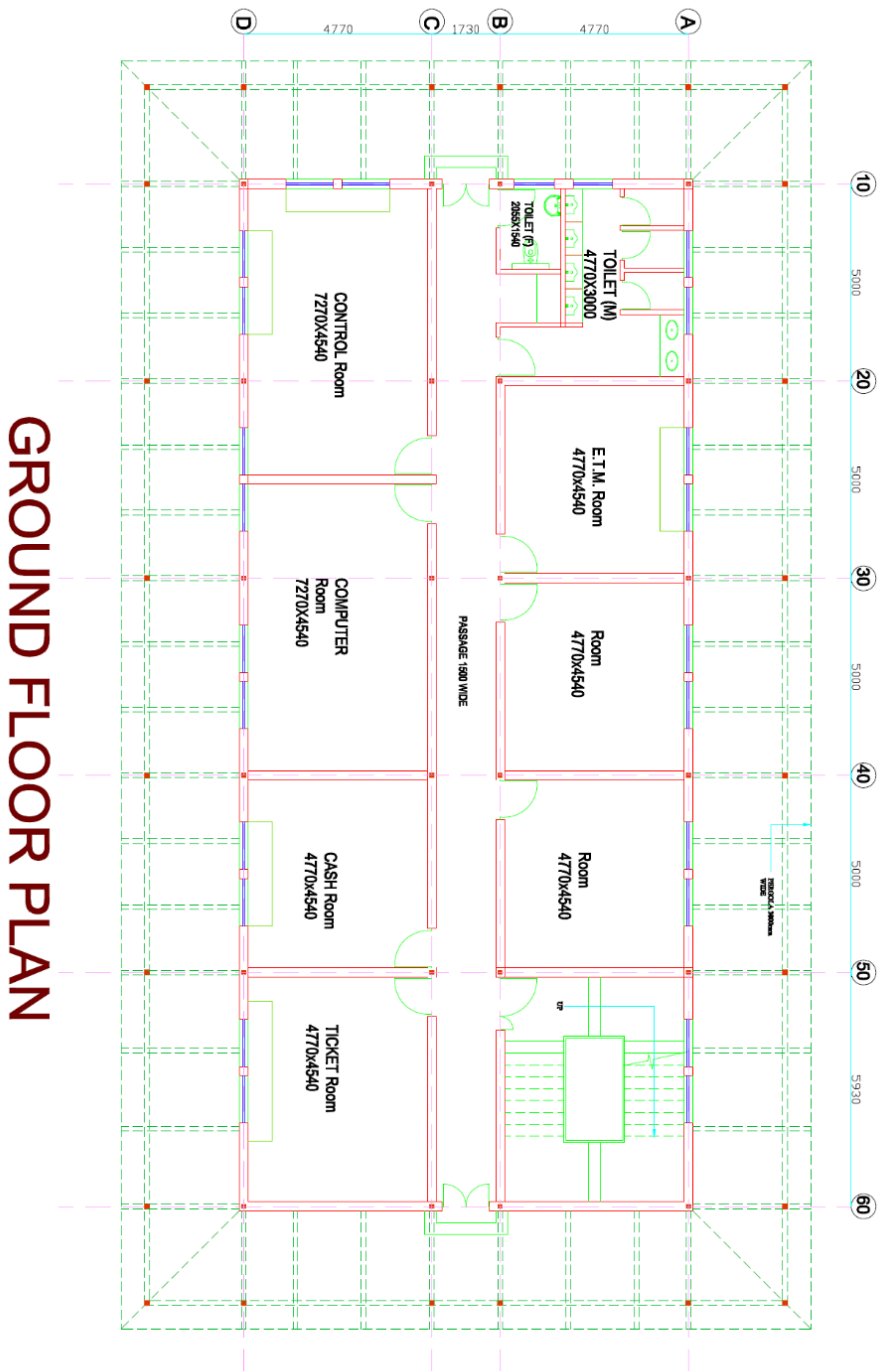 GROUND FLOOR PLAN
D
C
B
A
4770
1730
4770
10
20
30
40
50
60
5000
5000
5000
5000
5930
TOILET (F)
2055X1540
TOILET (M)
4770X3000
CONTROL Room
7270X4540
E.T.M. Room
4770x4540
COMPUTER
Room
7270X4540
Room
4770x4540
PASSAGE 1500 WIDE
CASH Room
4770x4540
Room
4770x4540
TICKET Room
4770x4540
UP
PERGOLA
WIDE